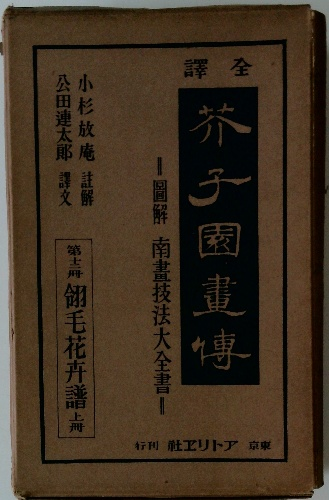 全譯
芥子園畫傳
=圖解 南畫技法大全書=
小杉放庵 註解
公田連太郎 譯文
第十二冊 翎毛花卉譜 上冊
東京 アトリヱ社 刊行